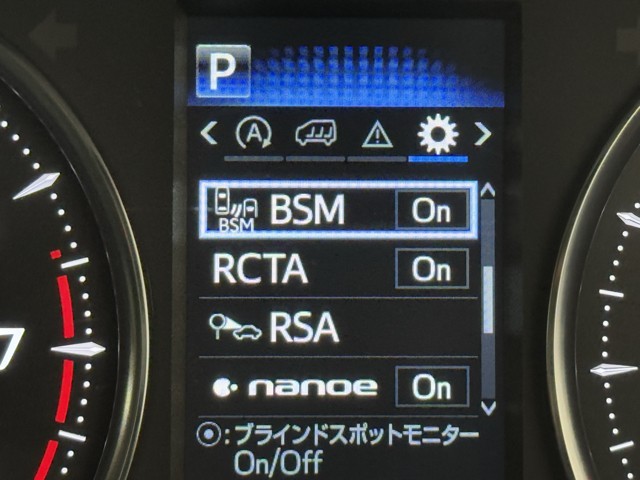 P
A
BSM
BSM On
RCTA On
RSA
nanoe On
: ブラインドスポットモニター
On/Off
7